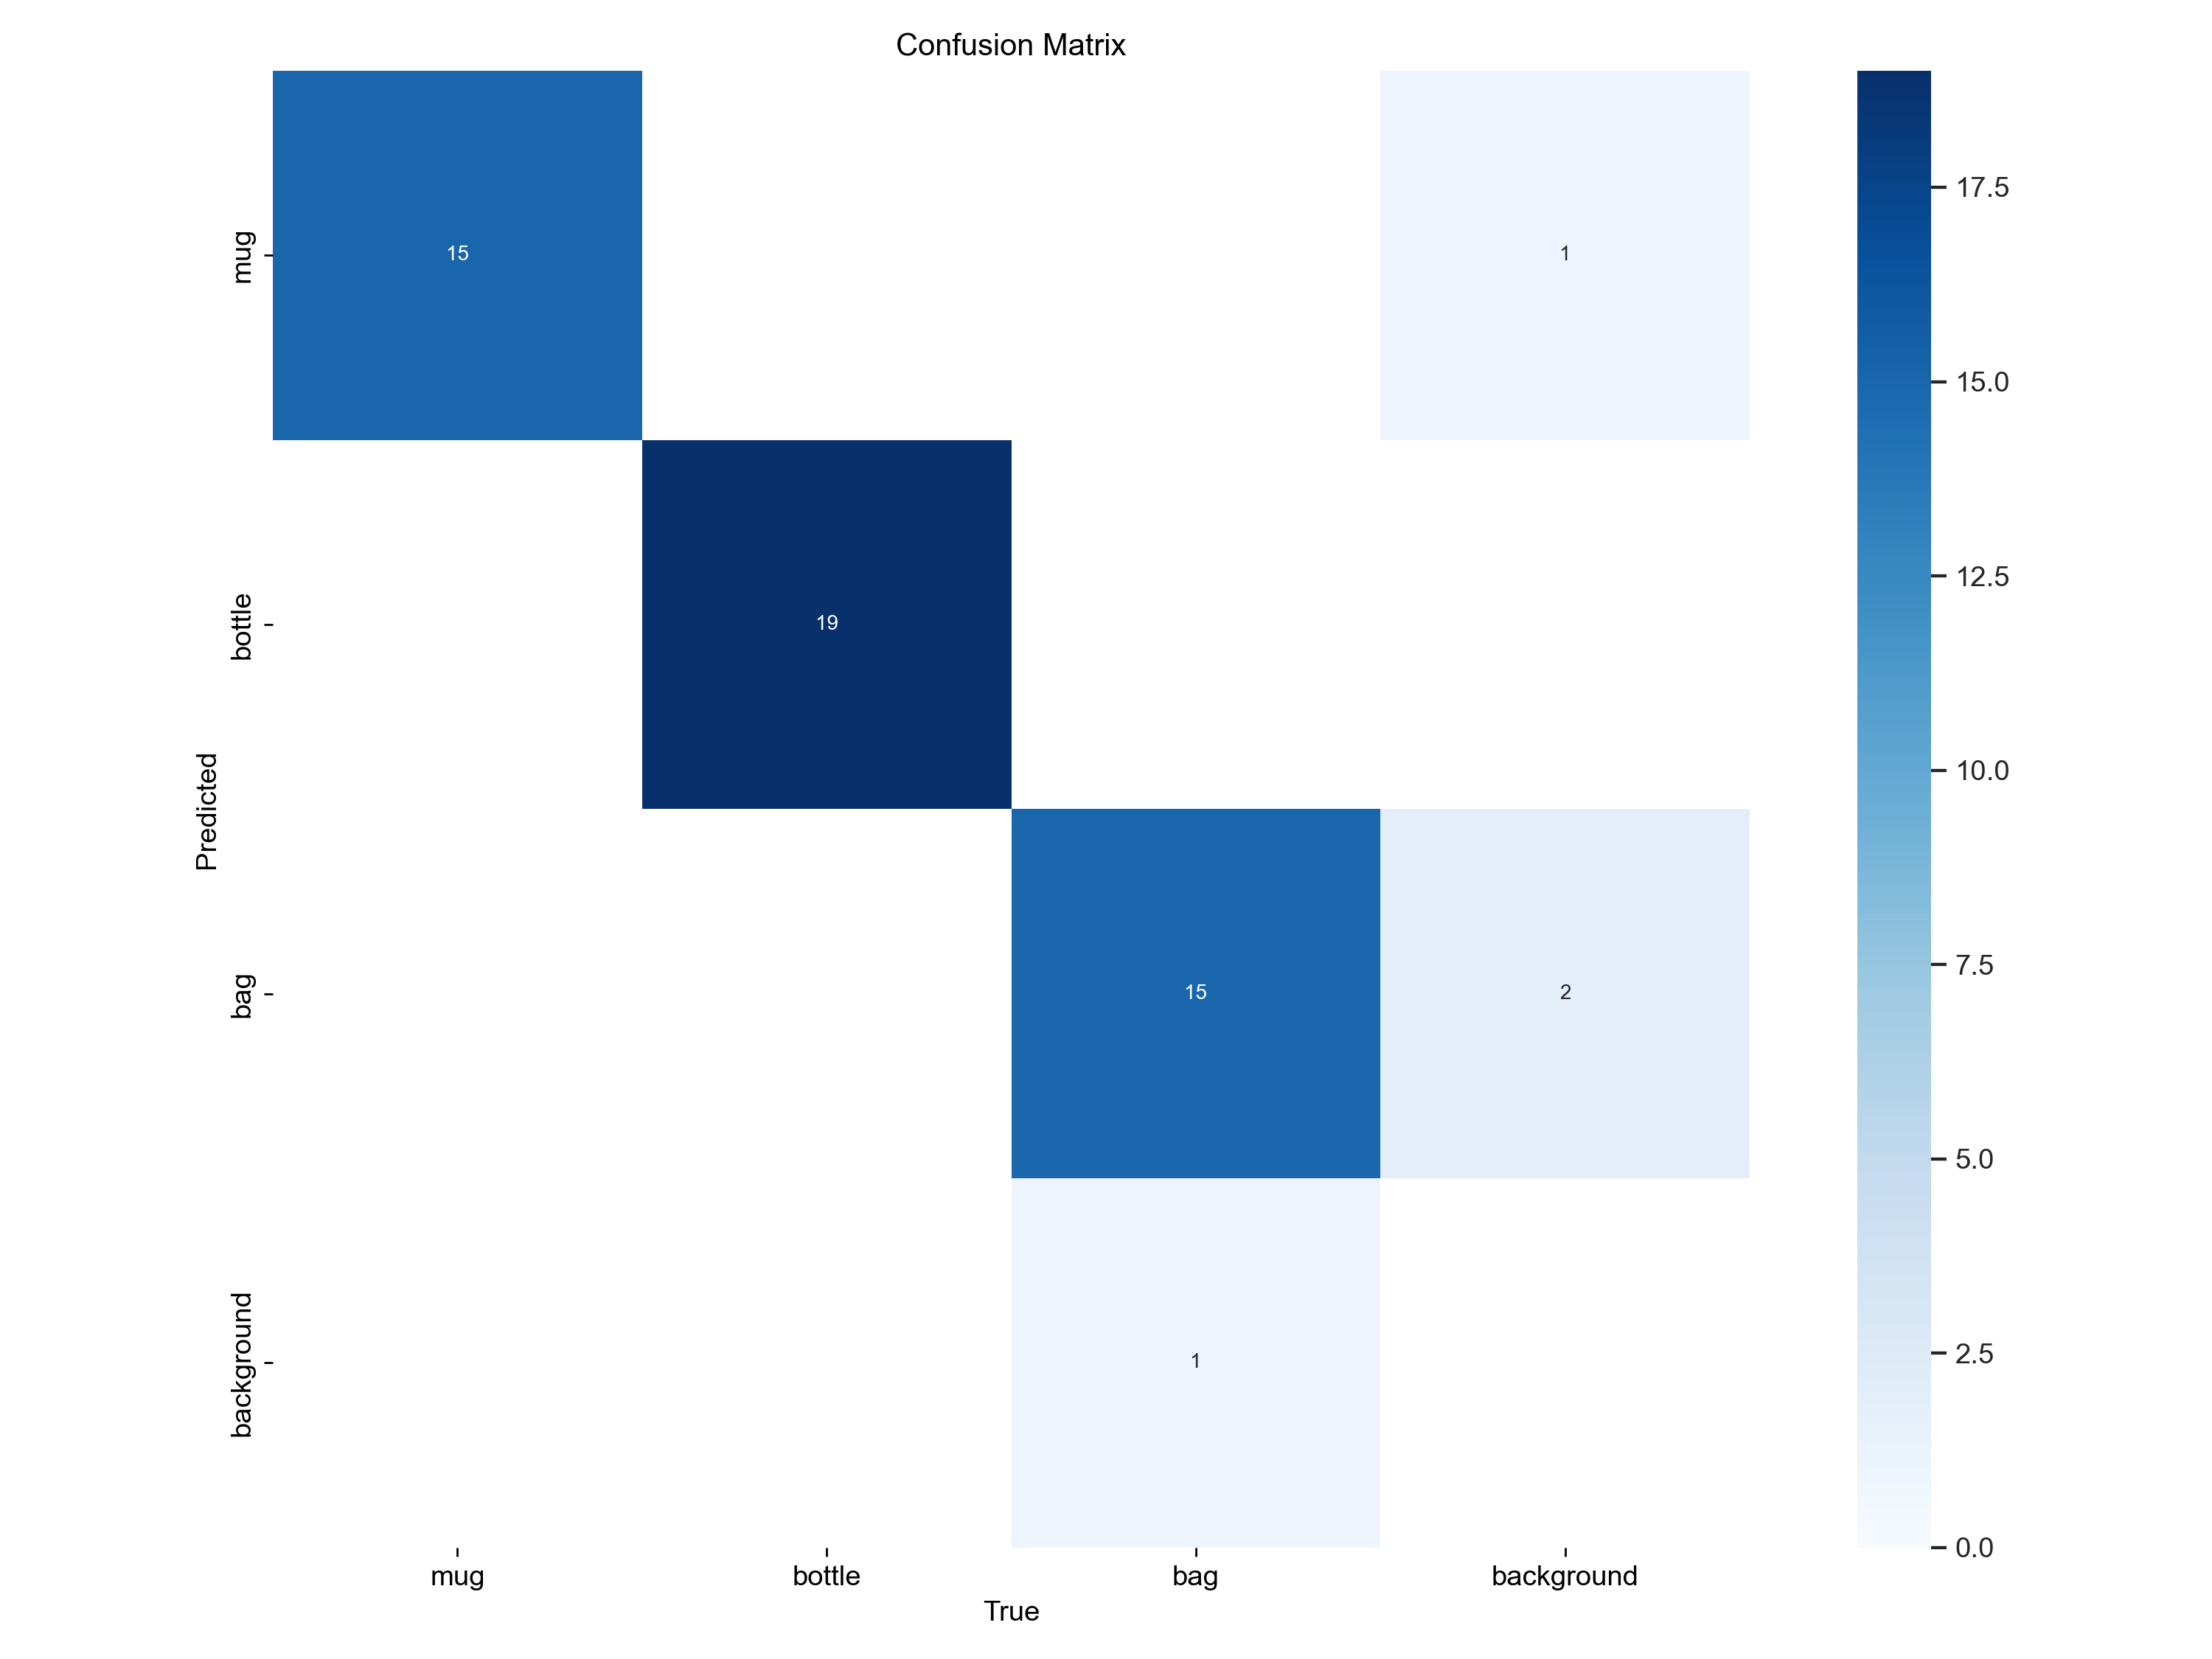 Confusion Matrix
mug
15
1
bottle
19
bag
15
2
background
1
Predicted
mug
bottle
bag
background
True
17.5
15.0
12.5
10.0
7.5
5.0
2.5
0.0